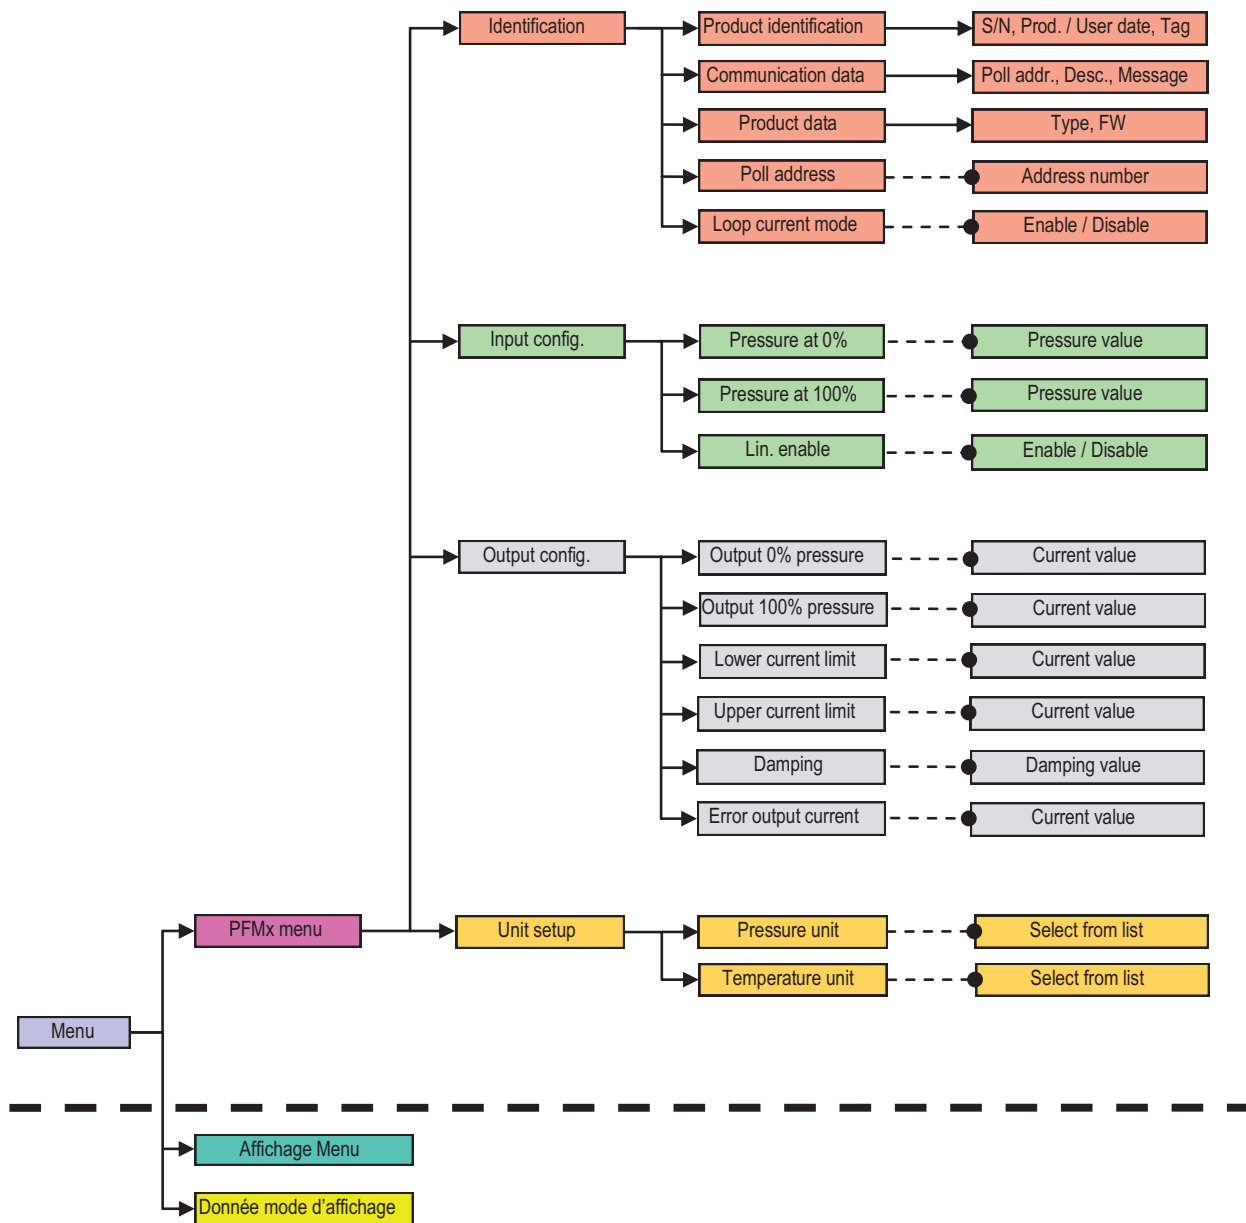 Identification
Product identification
S/N, Prod. / User date, Tag
Communication data
Poll addr., Desc., Message
Product data
Type, FW
Poll address
Address number
Loop current mode
Enable / Disable
Input config.
Pressure at 0%
Pressure value
Pressure at 100%
Pressure value
Lin. enable
Enable / Disable
Output config.
Output 0% pressure
Current value
Output 100% pressure
Current value
Lower current limit
Current value
Upper current limit
Current value
Damping
Damping value
Error output current
Current value
PFMx menu
Unit setup
Pressure unit
Select from list
Temperature unit
Select from list
Menu
Affichage Menu
Donnée mode d'affichage